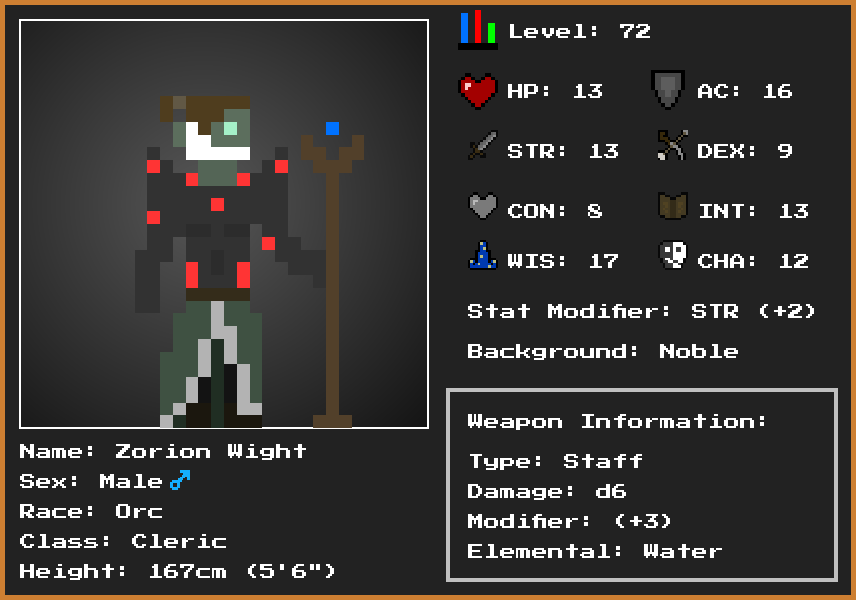 Level: 72
HP: 13 AC: 16
STR: 13 DEX: 9
CON: 8 INT: 13
WIS: 17 CHA: 12
Stat Modifier: STR (+2)
Background: Noble
Weapon Information:
Type: Staff
Damage: d6
Modifier: (+3)
Elemental: Water
Name: Zorion Wight
Sex: Male ♂
Race: Orc
Class: Cleric
Height: 167cm (5'6")